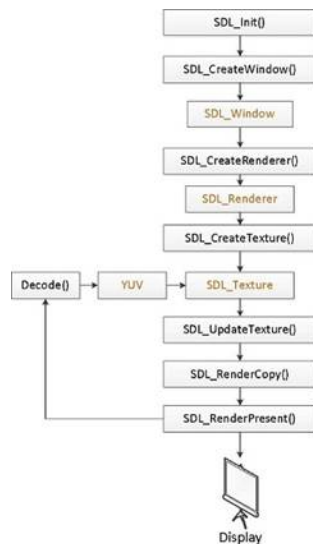 SDL_Init()
SDL_CreateWindow()
SDL_Window
SDL_CreateRenderer()
SDL_Renderer
SDL_CreateTexture()
Decode() YUV SDL_Texture
SDL_UpdateTexture()
SDL_RenderCopy()
SDL_RenderPresent()
Display